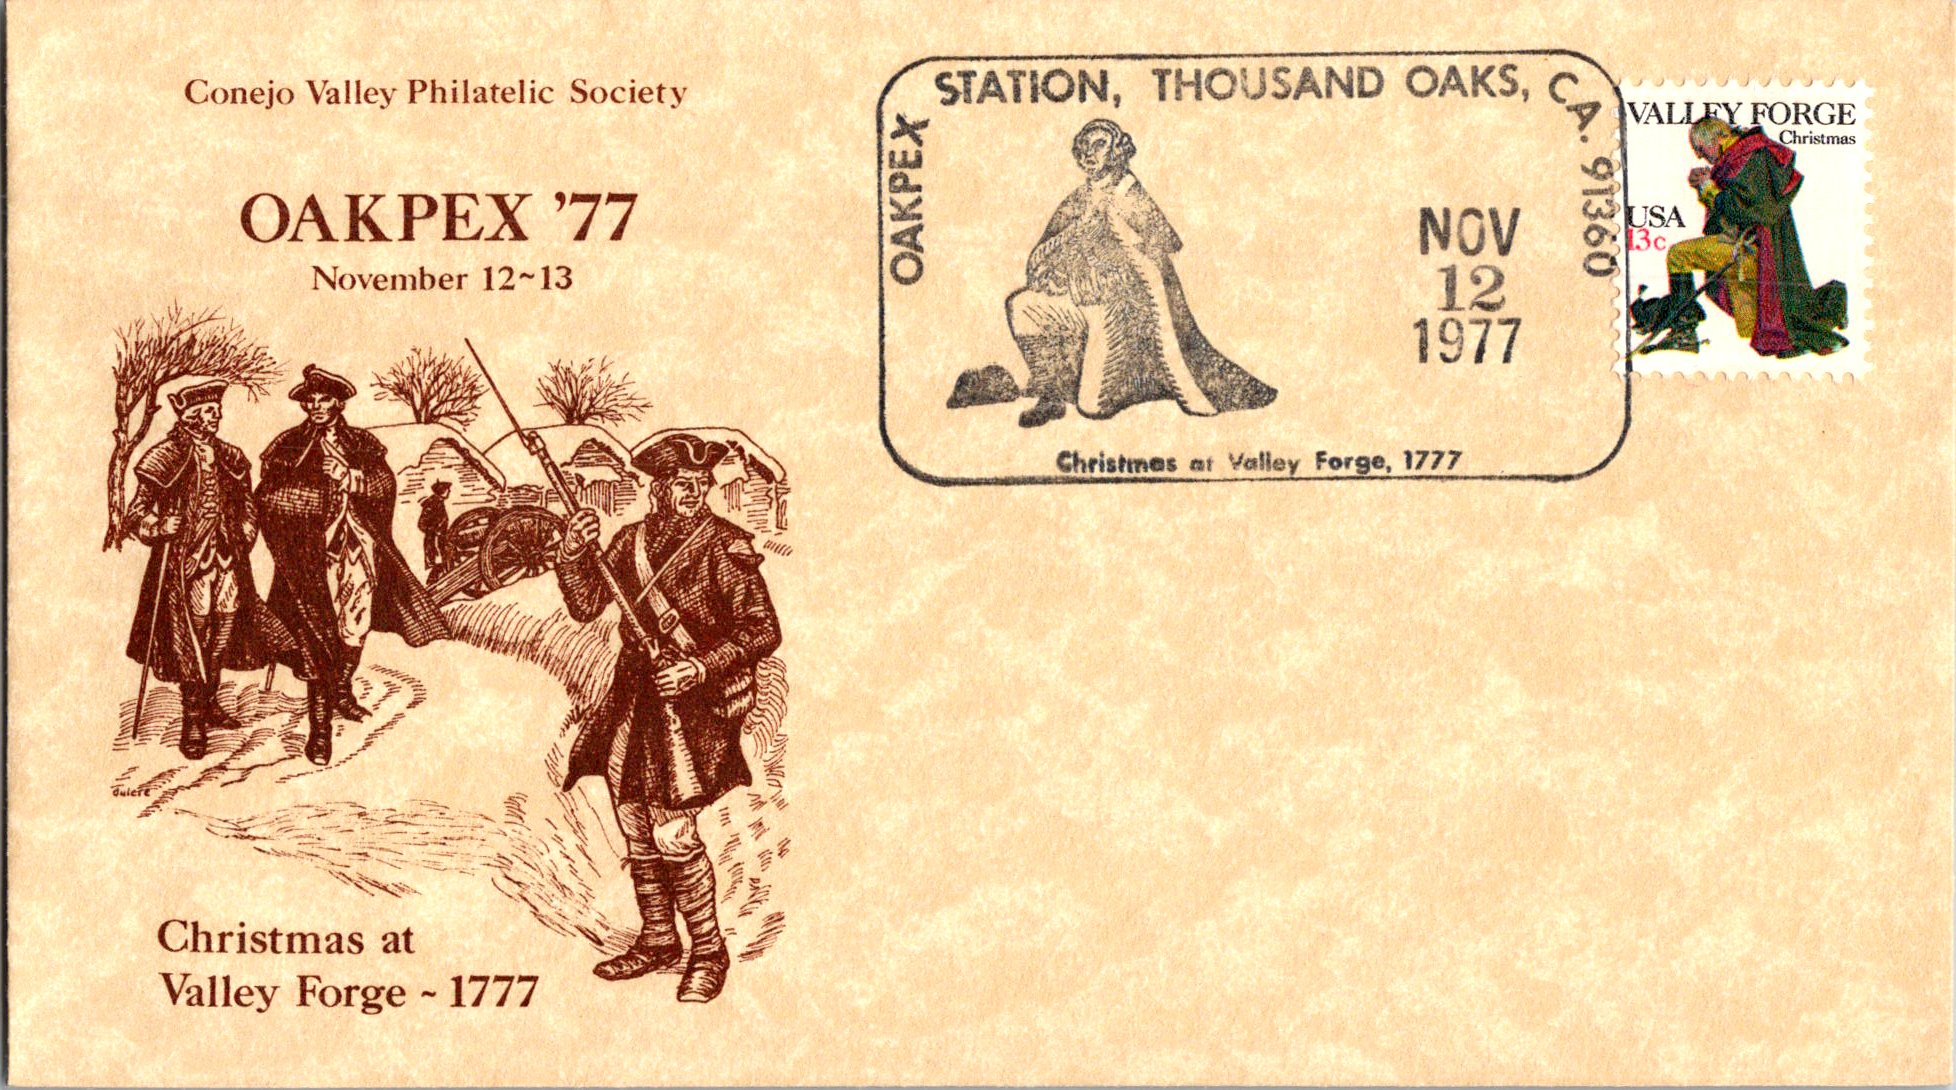 Conejo Valley Philatelic Society
OAKPEX '77
November 12~13
Christmas at
Valley Forge ~ 1777
OAKPEX STATION, THOUSAND OAKS, CA. 91360
NOV
12
1977
Christmas at Valley Forge, 1777
VALLEY FORGE
Christmas
USA
13c